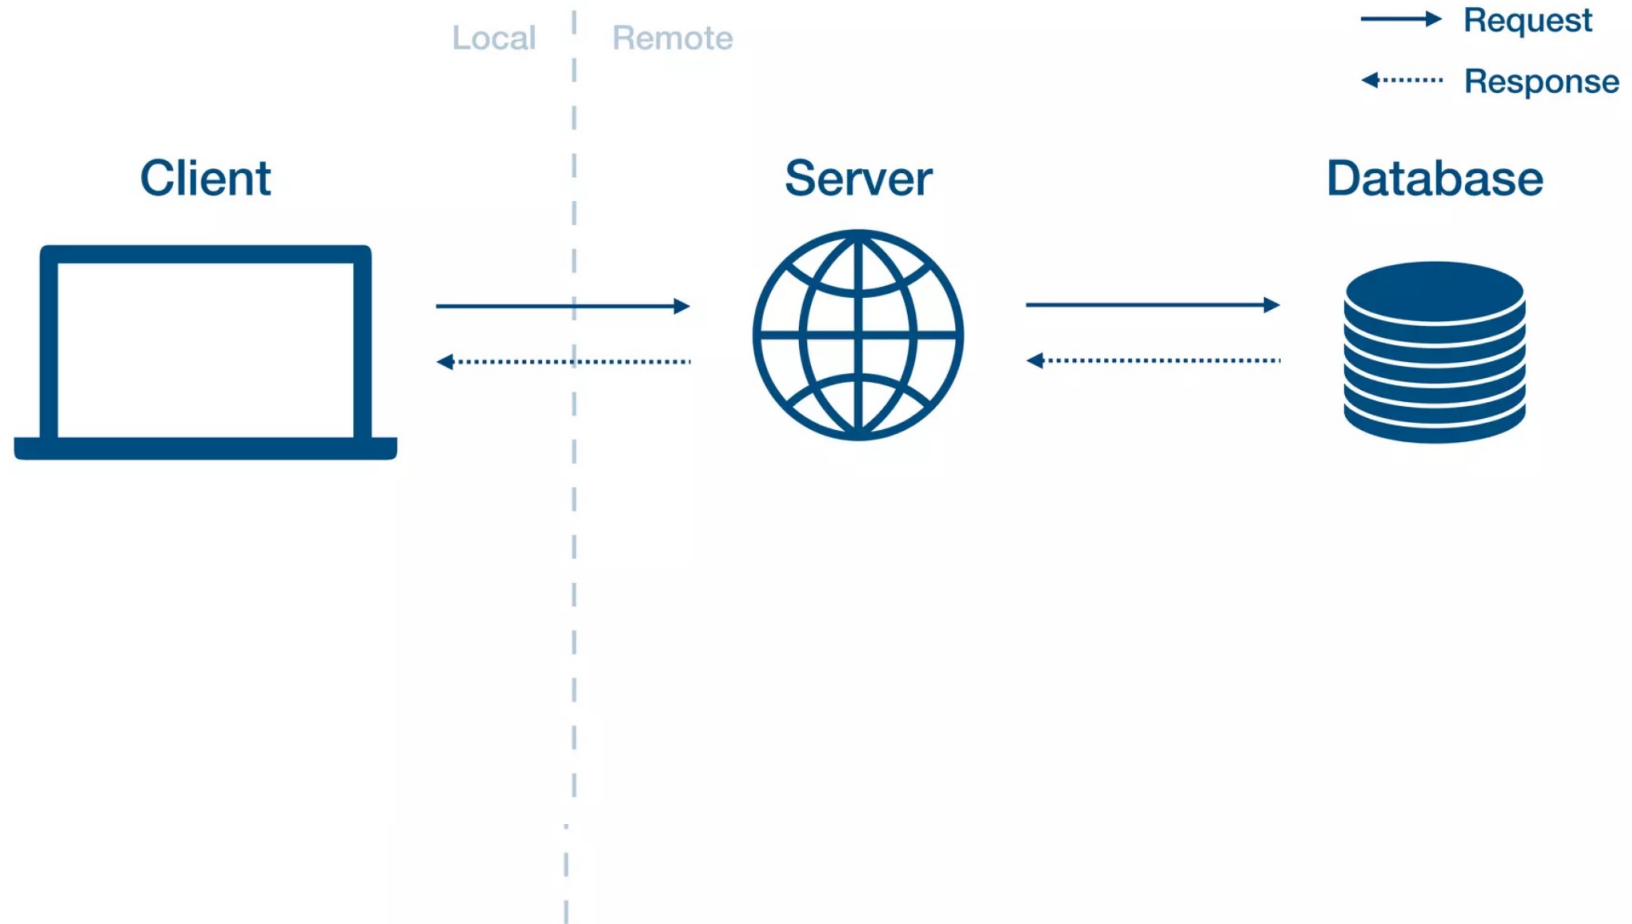 Local
Remote
Request
Response
Client
Server
Database